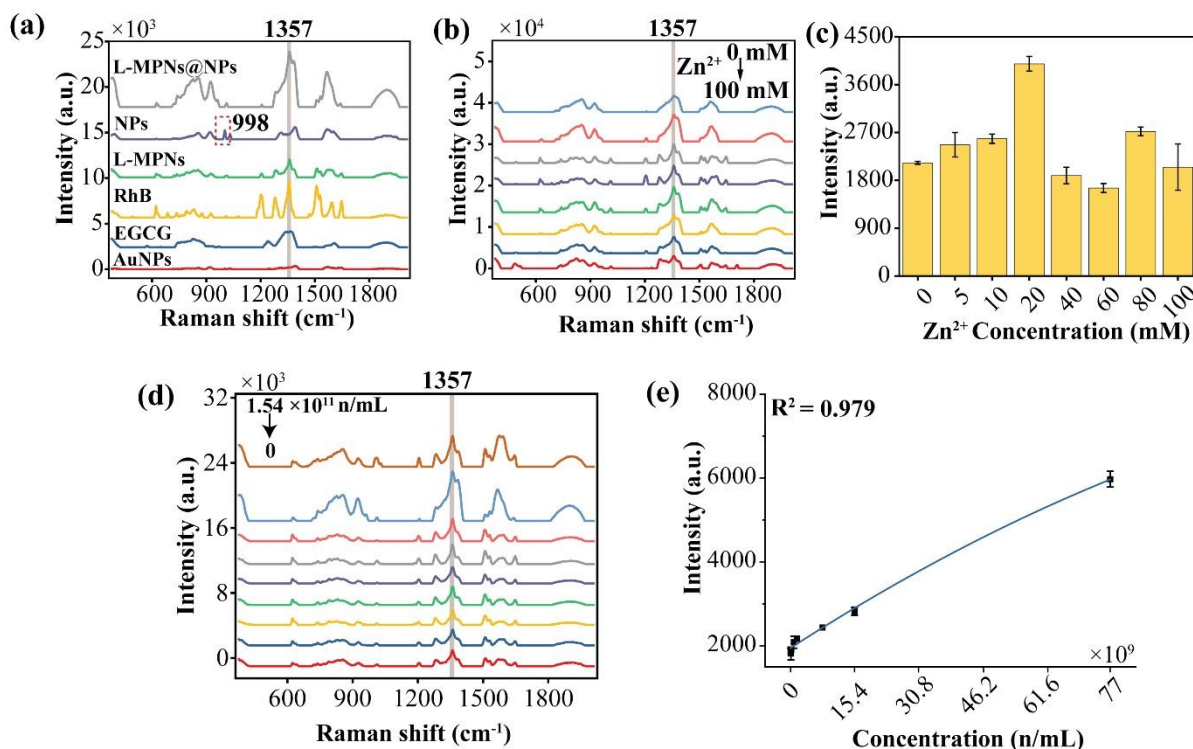 (a)
×10³
1357
25
20
15
10
5
0
L-MPNs@NPs
NPs
998
L-MPNs
RhB
EGCG
AuNPs
600 900 1200 1500 1800
Raman shift (cm⁻¹)
Intensity (a.u.)
(b)
×10⁴
1357
5
4
3
2
1
0
Zn²⁺ 0 mM
100 mM
600 900 1200 1500 1800
Raman shift (cm⁻¹)
Intensity (a.u.)
(c)
4500
3600
2700
1800
900
0
0 5 10 20 40 60 80 100
Zn²⁺ Concentration (mM)
Intensity (a.u.)
(d)
×10³
1357
32
24
16
8
0
1.54 ×10¹¹ n/mL
0
600 900 1200 1500 1800
Raman shift (cm⁻¹)
Intensity (a.u.)
(e)
8000
6000
4000
2000
R² = 0.979
×10⁹
0 15.4 30.8 46.2 61.6 77
Concentration (n/mL)
Intensity (a.u.)